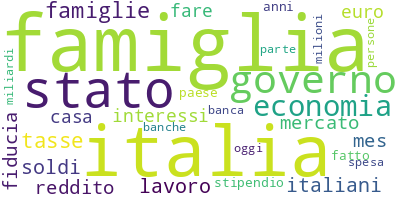 famiglie fare anni euro
famiglia
milioni
persone
miliardi
stato parte governo
paese
economia
casa interessi banca
fiducia
tasse banche mercato
italia oggi mes
soldi fatto spesa
reddito lavoro stipendio italiani